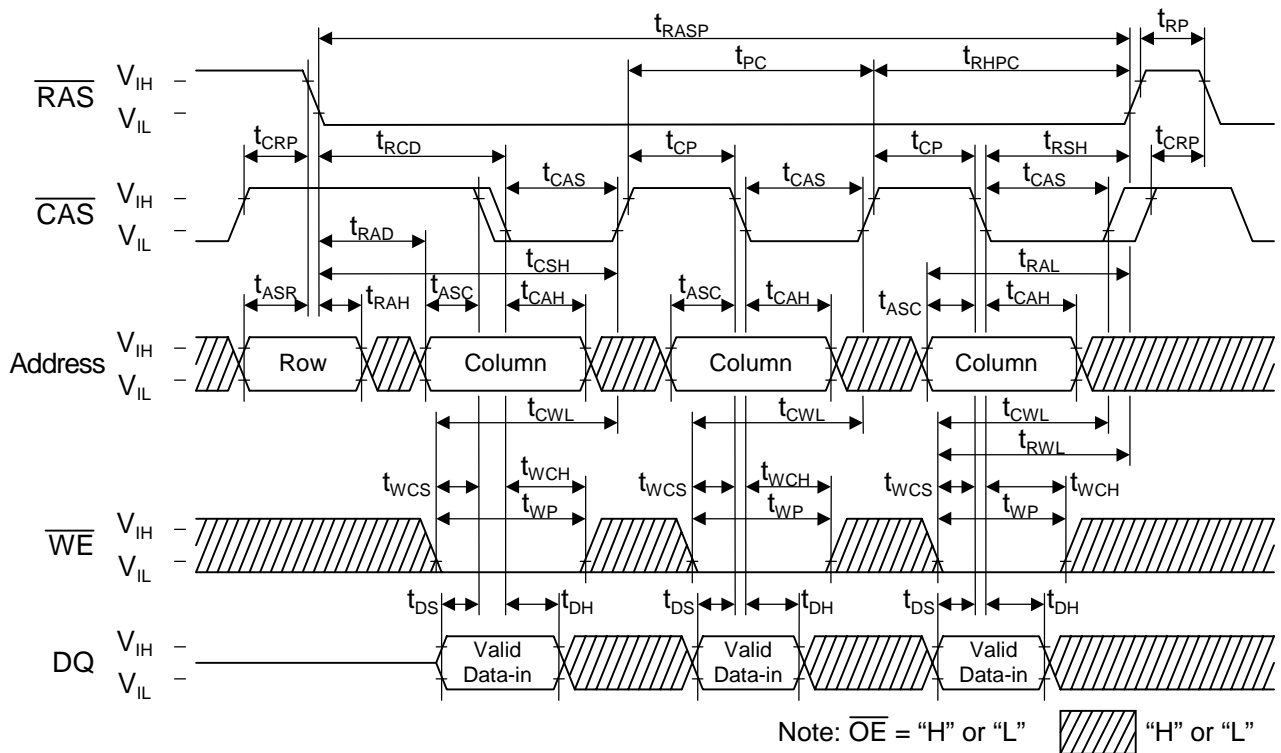 tRASP tRP
tPC tRHPC
RAS VIH
VIL
tCRP tRCD tCP tCP tRSH tCRP
tCAS tCAS tCAS
CAS VIH
VIL
tRAD
tCSH tRAL
tASR tRAH tASC tCAH tASC tCAH tASC tCAH
Address VIH
VIL
Row Column Column Column
tCWL tCWL tCWL
tRWL
tWCS tWCH tWCS tWCH tWCS tWCH
tWP tWP tWP
WE VIH
VIL
tDS tDH tDS tDH tDS tDH
DQ VIH
VIL
Valid Data-in Valid Data-in Valid Data-in
Note: OE = “H” or “L” “H” or “L”